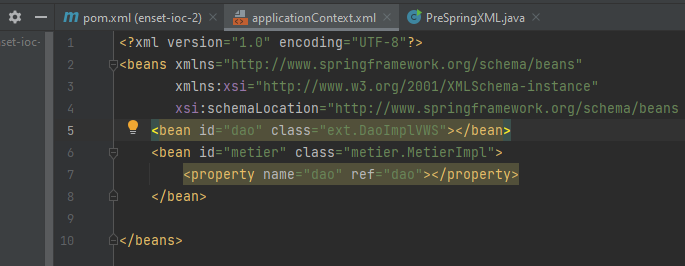 pom.xml (enset-ioc-2)
applicationContext.xml
PreSpringXML.java
set-ioc-
1 <?xml version="1.0" encoding="UTF-8"?>
2 <beans xmlns="http://www.springframework.org/schema/beans"
3 xmlns:xsi="http://www.w3.org/2001/XMLSchema-instance"
4 xsi:schemaLocation="http://www.springframework.org/schema/beans
5 <bean id="dao" class="ext.DaoImplVWS"></bean>
6 <bean id="metier" class="metier.MetierImpl">
7 <property name="dao" ref="dao"></property>
8 </bean>
10 </beans>